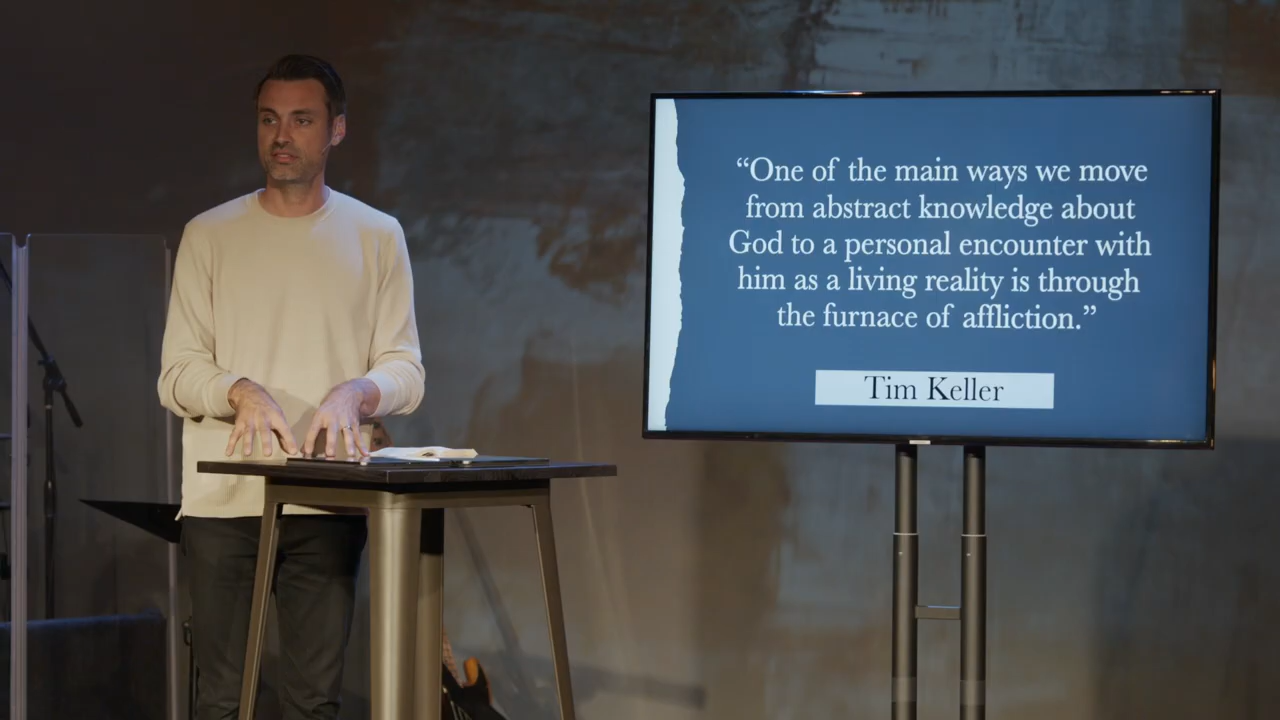 “One of the main ways we move
from abstract knowledge about
God to a personal encounter with
him as a living reality is through
the furnace of affliction.”
Tim Keller